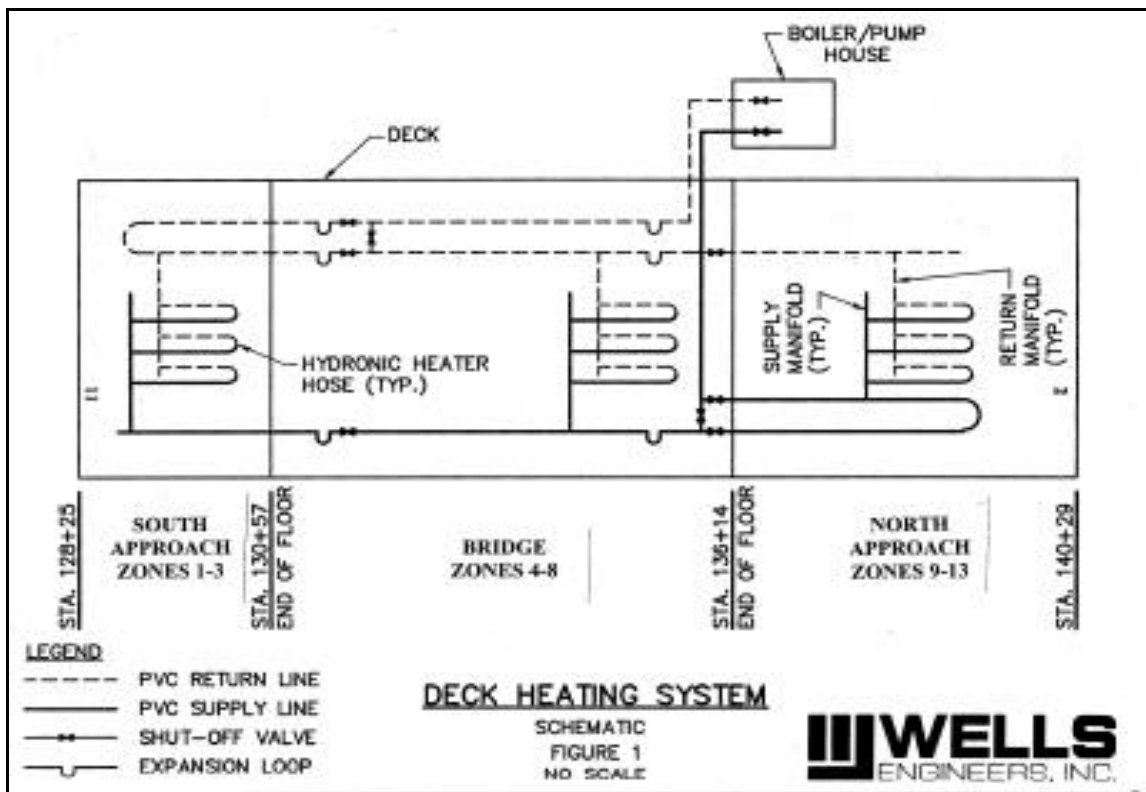 BOILER/PUMP
HOUSE
DECK
HYDRONIC HEATER
HOSE (TYP.)
SUPPLY
MANIFOLD
(TYP.)
RETURN
MANIFOLD
(TYP.)
STA. 128+25
SOUTH
APPROACH
ZONES 1-3
STA. 130+57
END OF FLOOR
BRIDGE
ZONES 4-8
STA. 136+14
END OF FLOOR
NORTH
APPROACH
ZONES 9-13
STA. 140+29
LEGEND
PVC RETURN LINE
PVC SUPPLY LINE
SHUT-OFF VALVE
EXPANSION LOOP
DECK HEATING SYSTEM
SCHEMATIC
FIGURE 1
NO SCALE
WELLS
ENGINEERS, INC.